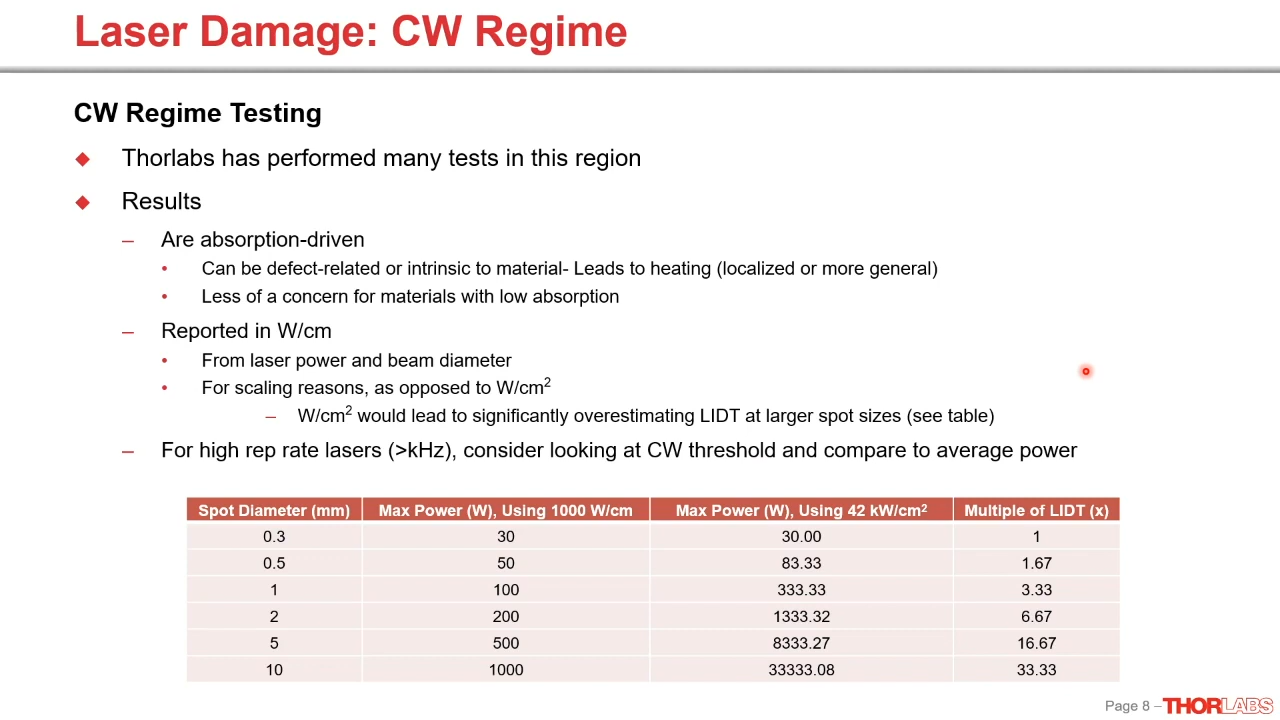 Laser Damage: CW Regime
CW Regime Testing
◆ Thorlabs has performed many tests in this region
◆ Results
– Are absorption-driven
• Can be defect-related or intrinsic to material- Leads to heating (localized or more general)
• Less of a concern for materials with low absorption
– Reported in W/cm
• From laser power and beam diameter
• For scaling reasons, as opposed to W/cm²
– W/cm² would lead to significantly overestimating LIDT at larger spot sizes (see table)
– For high rep rate lasers (>kHz), consider looking at CW threshold and compare to average power
Spot Diameter (mm) Max Power (W), Using 1000 W/cm Max Power (W), Using 42 kW/cm² Multiple of LIDT (x)
0.3 30 30.00 1
0.5 50 83.33 1.67
1 100 333.33 3.33
2 200 1333.32 6.67
5 500 8333.27 16.67
10 1000 33333.08 33.33
Page 8 – THORLABS